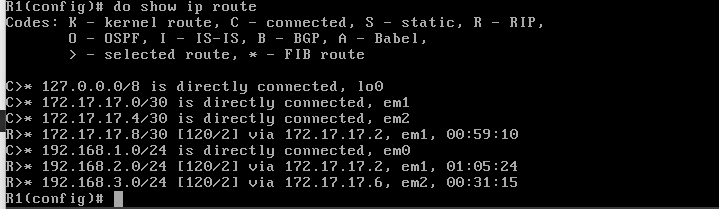 R1(config)# do show ip route
Codes: K - kernel route, C - connected, S - static, R - RIP,
       O - OSPF, I - IS-IS, B - BGP, A - Babel,
       > - selected route, * - FIB route

C>* 127.0.0.0/8 is directly connected, lo0
C>* 172.17.17.0/30 is directly connected, em1
C>* 172.17.17.4/30 is directly connected, em2
R>* 172.17.17.8/30 [120/2] via 172.17.17.2, em1, 00:59:10
C>* 192.168.1.0/24 is directly connected, em0
R>* 192.168.2.0/24 [120/2] via 172.17.17.2, em1, 01:05:24
R>* 192.168.3.0/24 [120/2] via 172.17.17.6, em2, 00:31:15
R1(config)#